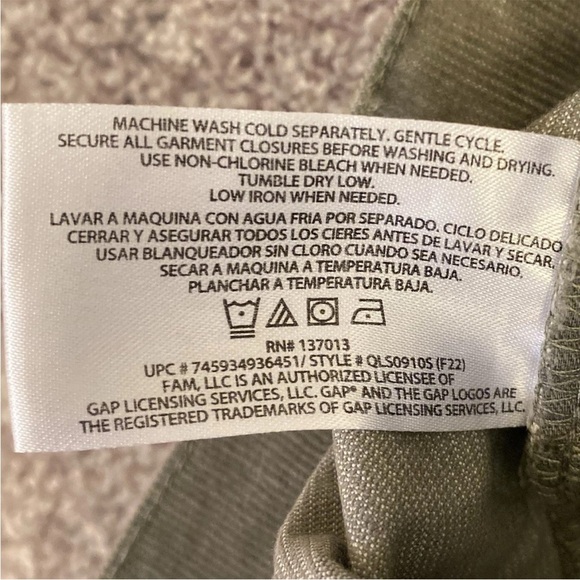 MACHINE WASH COLD SEPARATELY. GENTLE CYCLE.
SECURE ALL GARMENT CLOSURES BEFORE WASHING AND DRYING.
USE NON-CHLORINE BLEACH WHEN NEEDED.
TUMBLE DRY LOW.
LOW IRON WHEN NEEDED.
LAVAR A MAQUINA CON AGUA FRIA POR SEPARADO. CICLO DELICADO
CERRAR Y ASEGURAR TODOS LOS CIERES ANTES DE LAVAR Y SECAR.
USAR BLANQUEADOR SIN CLORO CUANDO SEA NECESARIO.
SECAR A MAQUINA A TEMPERATURA BAJA.
PLANCHAR A TEMPERATURA BAJA.
RN# 137013
UPC # 745934936451/ STYLE # QLS0910S (F22)
FAM, LLC IS AN AUTHORIZED LICENSEE OF
GAP LICENSING SERVICES, LLC. GAP® AND THE GAP LOGOS ARE
THE REGISTERED TRADEMARKS OF GAP LICENSING SERVICES, LLC.